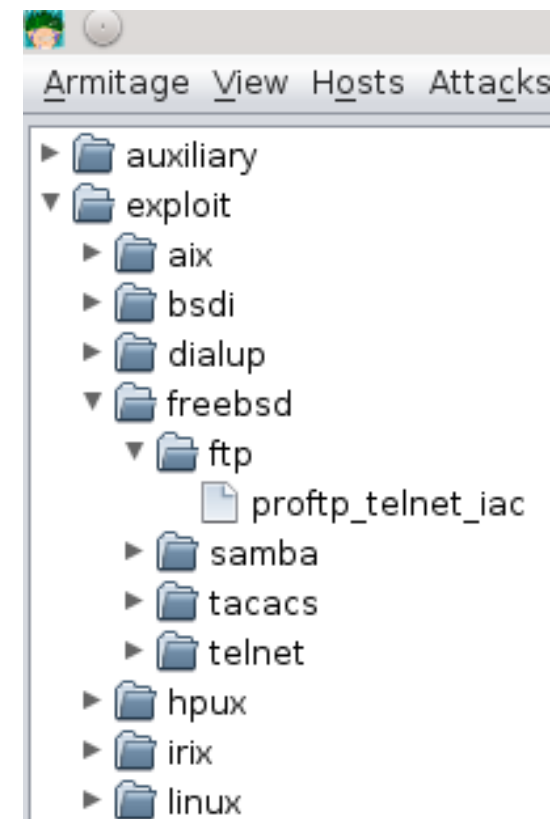 Armitage View Hosts Attacks
auxiliary
exploit
aix
bsdi
dialup
freebsd
ftp
proftp_telnet_iac
samba
tacacs
telnet
hpux
irix
linux